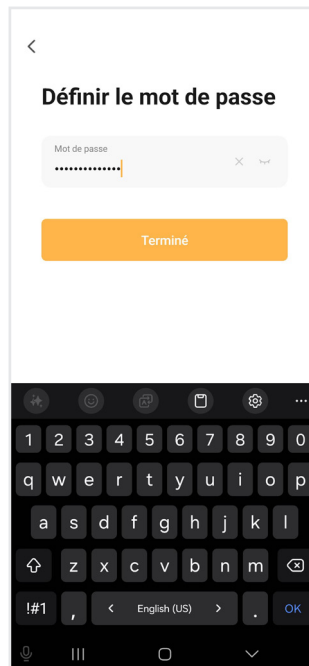 Définir le mot de passe
Mot de passe
••••••••••••••
Terminé
1 2 3 4 5 6 7 8 9 0
q w e r t y u i o p
a s d f g h j k l
z x c v b n m
!#1 , < English (US) > . OK